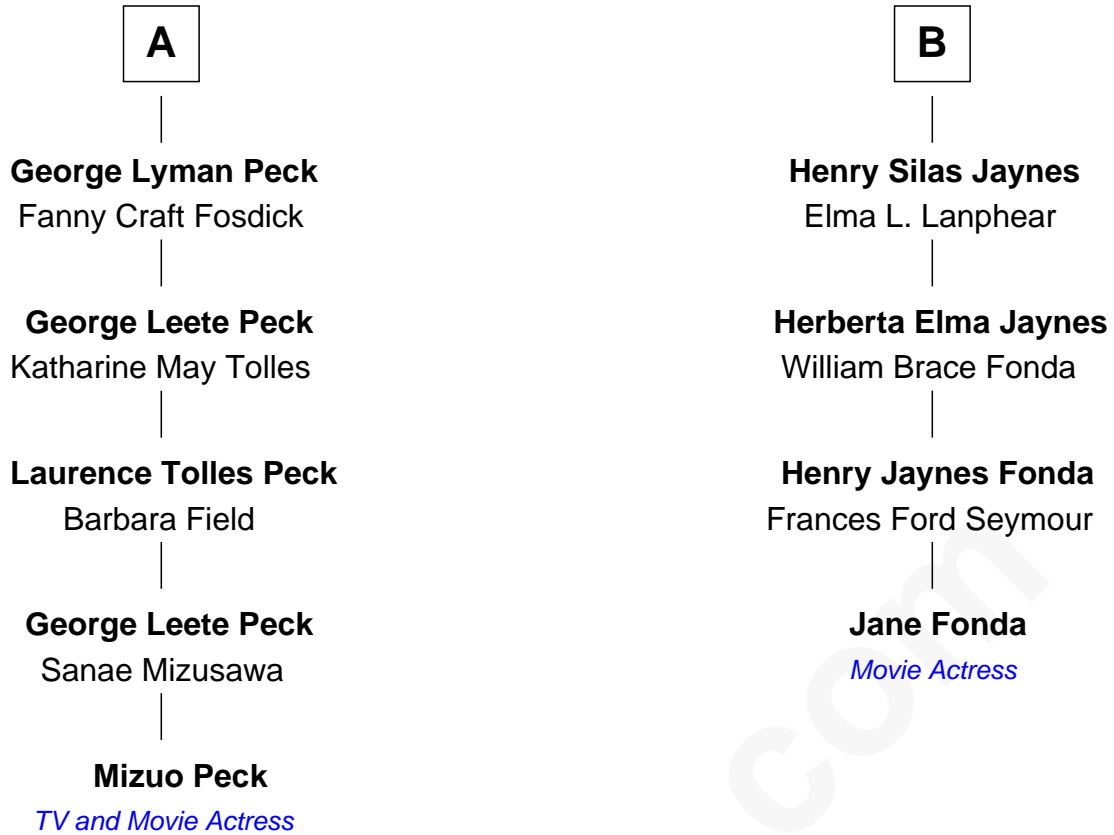 A
George Lyman Peck
Fanny Craft Fosdick
George Leete Peck
Katharine May Tolles
Laurence Tolles Peck
Barbara Field
George Leete Peck
Sanae Mizusawa
Mizuo Peck
TV and Movie Actress
B
Henry Silas Jaynes
Elma L. Lanphear
Herberta Elma Jaynes
William Brace Fonda
Henry Jaynes Fonda
Frances Ford Seymour
Jane Fonda
Movie Actress
com